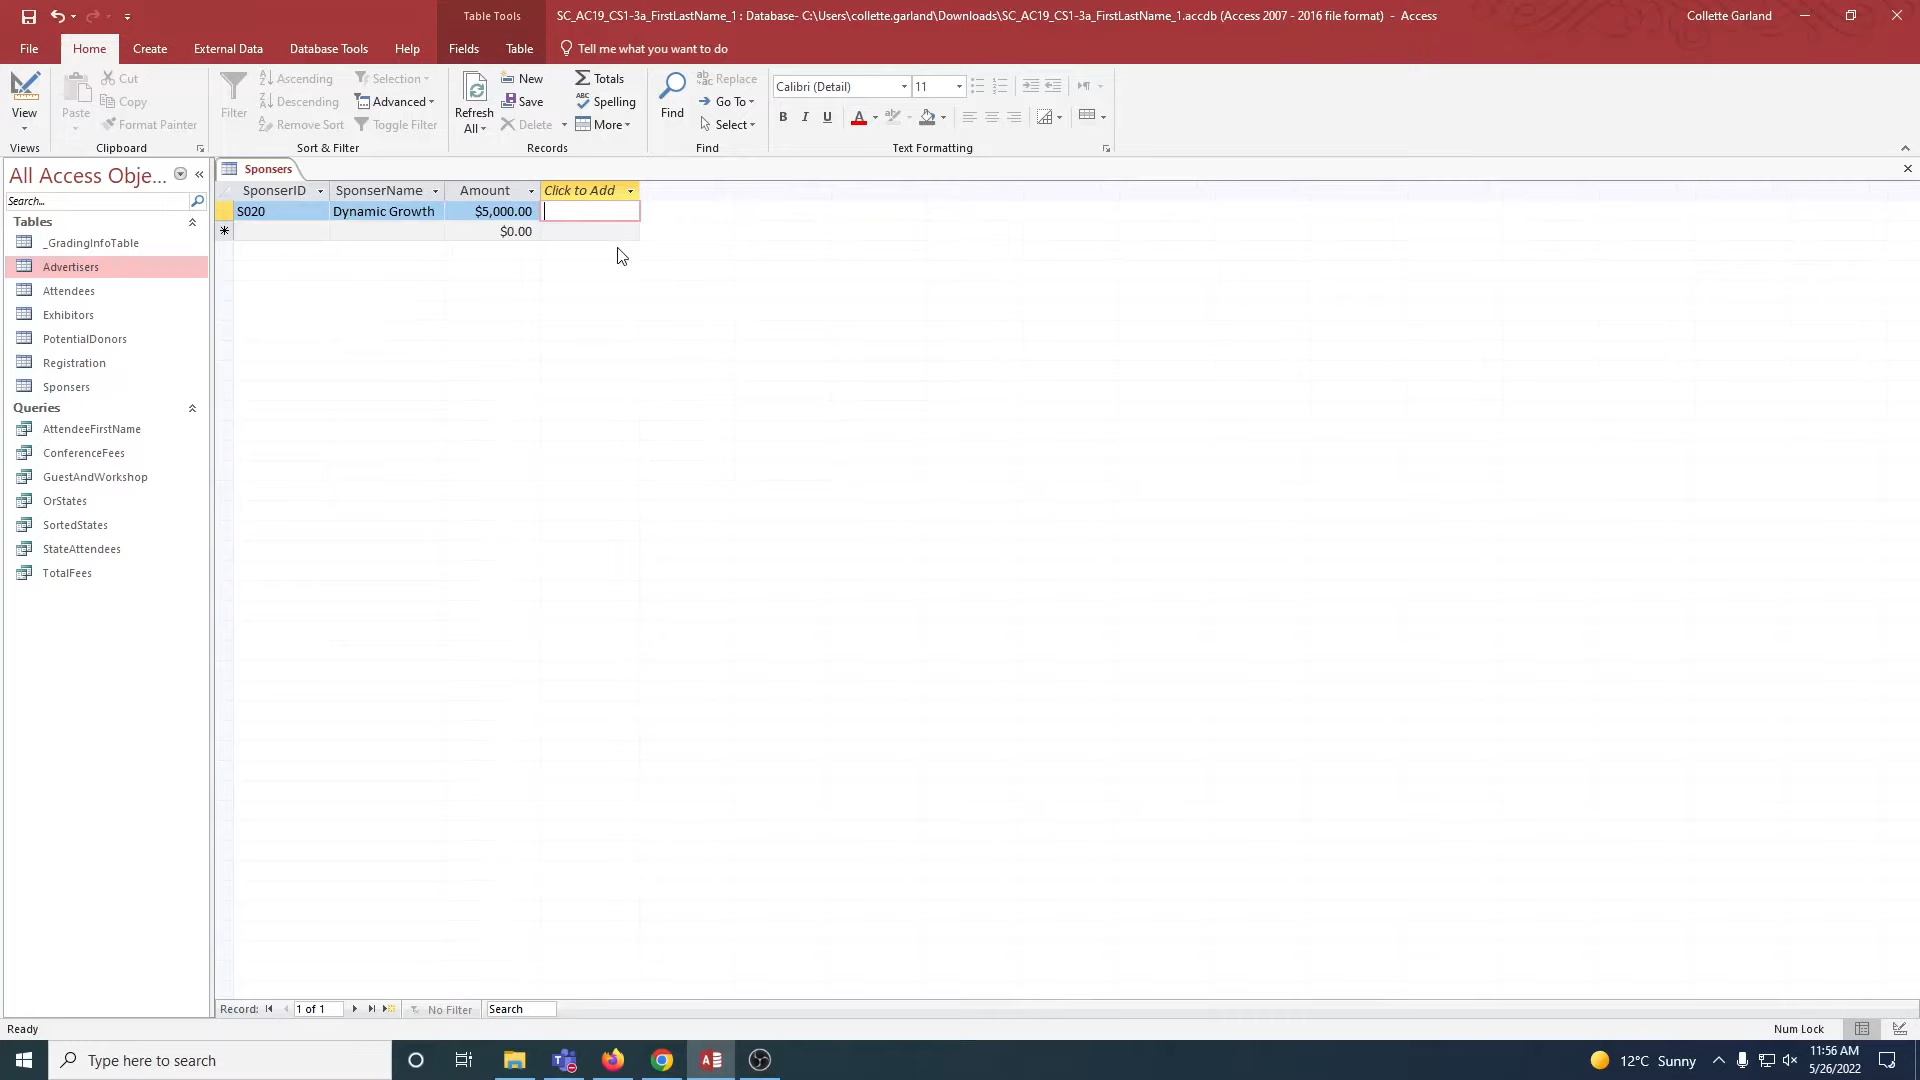 Table Tools
SC_AC19_CS1-3a_FirstLastName_1 : Database- C:\Users\collette.garland\Downloads\SC_AC19_CS1-3a_FirstLastName_1.accdb (Access 2007 - 2016 file format) - Access
Collette Garland
File Home Create External Data Database Tools Help Fields Table Tell me what you want to do
View
Views
Paste
Cut
Copy
Format Painter
Clipboard
Filter
Ascending
Descending
Remove Sort
Selection
Advanced
Toggle Filter
Sort & Filter
Refresh
All
New
Save
Delete
Totals
Spelling
More
Records
Find
Replace
Go To
Select
Find
Calibri (Detail) 11
B I U A
Text Formatting
All Access Obje...
Search...
Tables
_GradingInfoTable
Advertisers
Attendees
Exhibitors
PotentialDonors
Registration
Sponsers
Queries
AttendeeFirstName
ConferenceFees
GuestAndWorkshop
OrStates
SortedStates
StateAttendees
TotalFees
Sponsers
SponserID SponserName Amount Click to Add
S020 Dynamic Growth $5,000.00
$0.00
Record: 1 of 1 No Filter Search
Ready
Num Lock
Type here to search
12°C Sunny
11:56 AM
5/26/2022